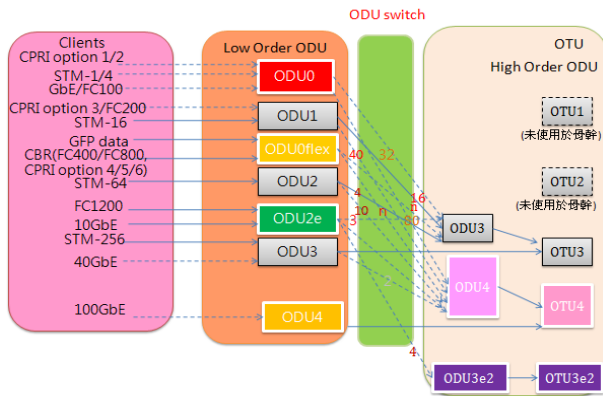 ODU switch
Clients
CPRI option 1/2
STM-1/4
GbE/FC100
CPRI option 3/FC200
STM-16
GFP data
CBR(FC400/FC800,
CPRI option 4/5/6)
STM-64
FC1200
10GbE
STM-256
40GbE
100GbE
Low Order ODU
ODU0
ODU1
ODU0flex
ODU2
ODU2e
ODU3
ODU4
40
32
4
16
10
n
n
3
80
4
OTU
High Order ODU
OTU1
(未使用於骨幹)
OTU2
(未使用於骨幹)
ODU3
OTU3
ODU4
OTU4
ODU3e2
OTU3e2